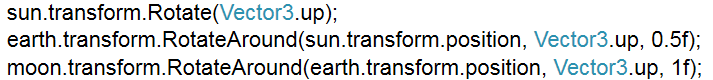 sun.transform.Rotate(Vector3.up);
earth.transform.RotateAround(sun.transform.position, Vector3.up, 0.5f);
moon.transform.RotateAround(earth.transform.position, Vector3.up, 1f);